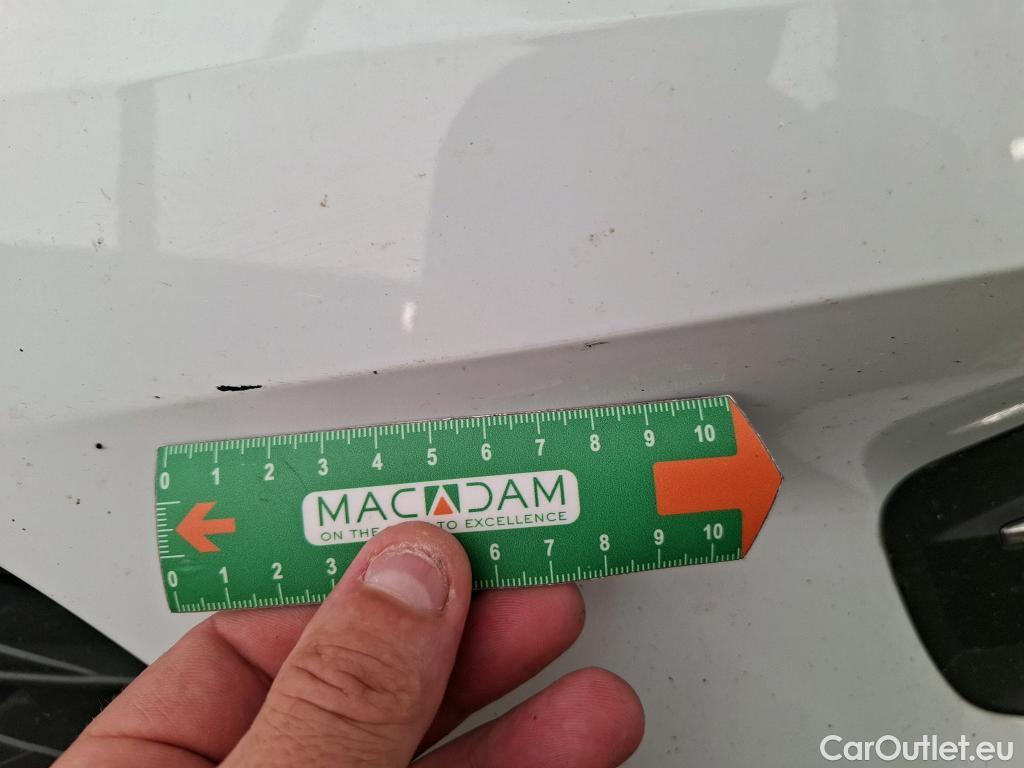 0 1 2 3 4 5 6 7 8 9 10
MACADAM
ON THE TO EXCELLENCE
0 1 2 3 6 7 8 9 10
CarOutlet.eu